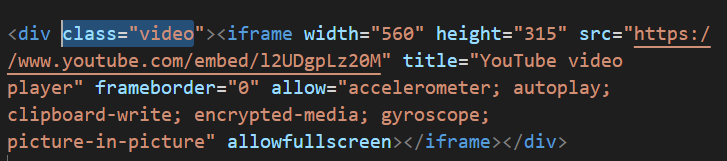 <div class="video"><iframe width="560" height="315" src="https:/
/www.youtube.com/embed/l2UDgpLz20M" title="YouTube video
player" frameborder="0" allow="accelerometer; autoplay;
clipboard-write; encrypted-media; gyroscope;
picture-in-picture" allowfullscreen></iframe></div>